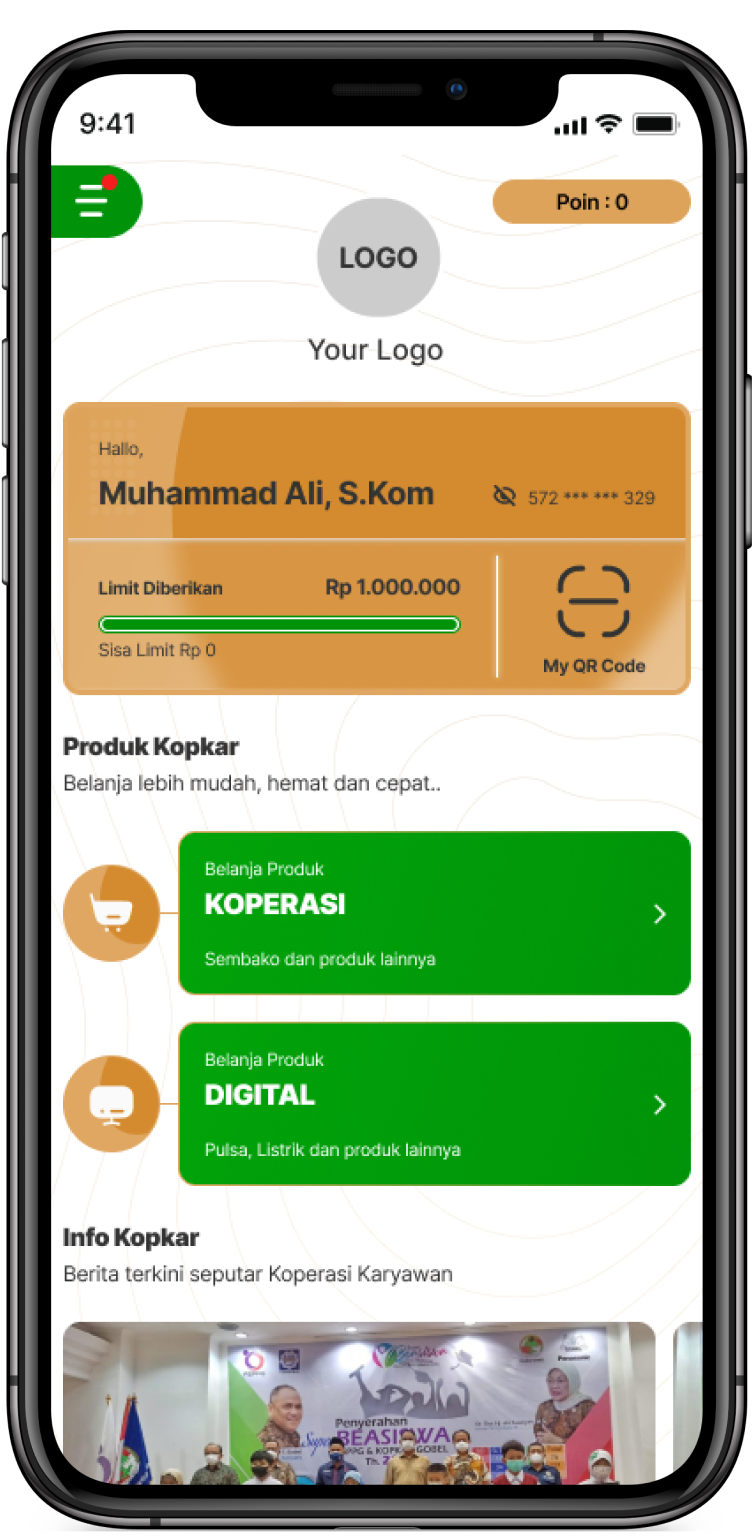 9:41
Poin : 0
LOGO
Your Logo
Hallo,
Muhammad Ali, S.Kom
572 *** *** 329
Limit Diberikan
Rp 1.000.000
Sisa Limit Rp 0
My QR Code
Produk Kopkar
Belanja lebih mudah, hemat dan cepat..
Belanja Produk
KOPERASI
Sembako dan produk lainnya
Belanja Produk
DIGITAL
Pulsa, Listrik dan produk lainnya
Info Kopkar
Berita terkini seputar Koperasi Karyawan
Panasonic
Penyerahan
BEASISWA
PPG & KOPKAR GOBEL
Th.